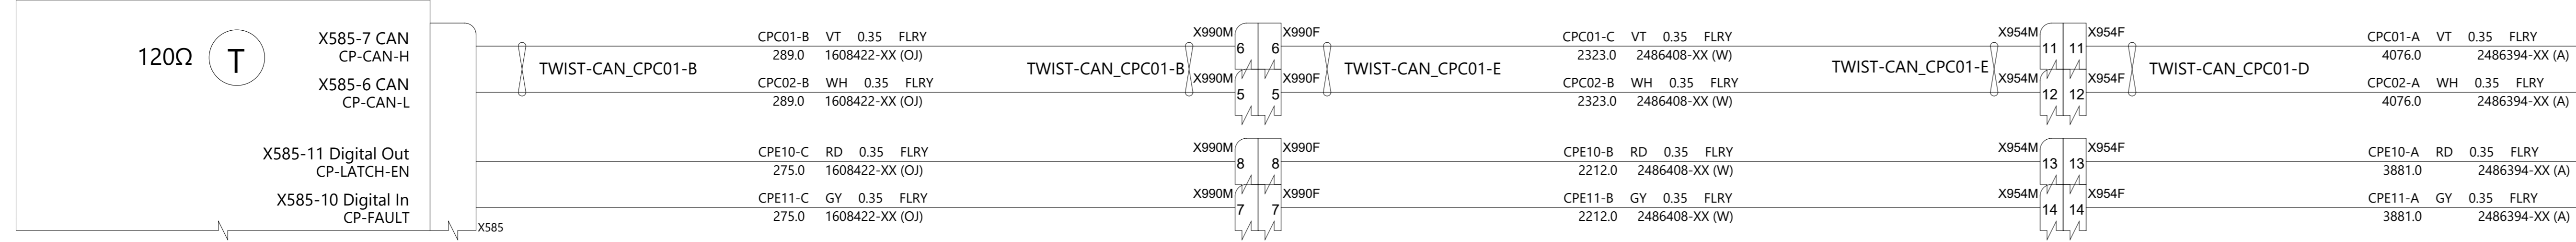 120Ω T
X585-7 CAN
CP-CAN-H
X585-6 CAN
CP-CAN-L
X585-11 Digital Out
CP-LATCH-EN
X585-10 Digital In
CP-FAULT
X585
CPC01-B VT 0.35 FLRY
289.0 1608422-XX (OJ)
TWIST-CAN_CPC01-B
TWIST-CAN_CPC01-B
CPC02-B WH 0.35 FLRY
289.0 1608422-XX (OJ)
CPE10-C RD 0.35 FLRY
275.0 1608422-XX (OJ)
CPE11-C GY 0.35 FLRY
275.0 1608422-XX (OJ)
X990M 6 6 X990F
X990M 5 5 X990F
X990M 8 8 X990F
X990M 7 7 X990F
CPC01-C VT 0.35 FLRY
2323.0 2486408-XX (W)
TWIST-CAN_CPC01-E
TWIST-CAN_CPC01-E
CPC02-B WH 0.35 FLRY
2323.0 2486408-XX (W)
CPE10-B RD 0.35 FLRY
2212.0 2486408-XX (W)
CPE11-B GY 0.35 FLRY
2212.0 2486408-XX (W)
X954M 11 11 X954F
X954M 12 12 X954F
X954M 13 13 X954F
X954M 14 14 X954F
CPC01-A VT 0.35 FLRY
4076.0 2486394-XX (A)
TWIST-CAN_CPC01-D
CPC02-A WH 0.35 FLRY
4076.0 2486394-XX (A)
CPE10-A RD 0.35 FLRY
3881.0 2486394-XX (A)
CPE11-A GY 0.35 FLRY
3881.0 2486394-XX (A)